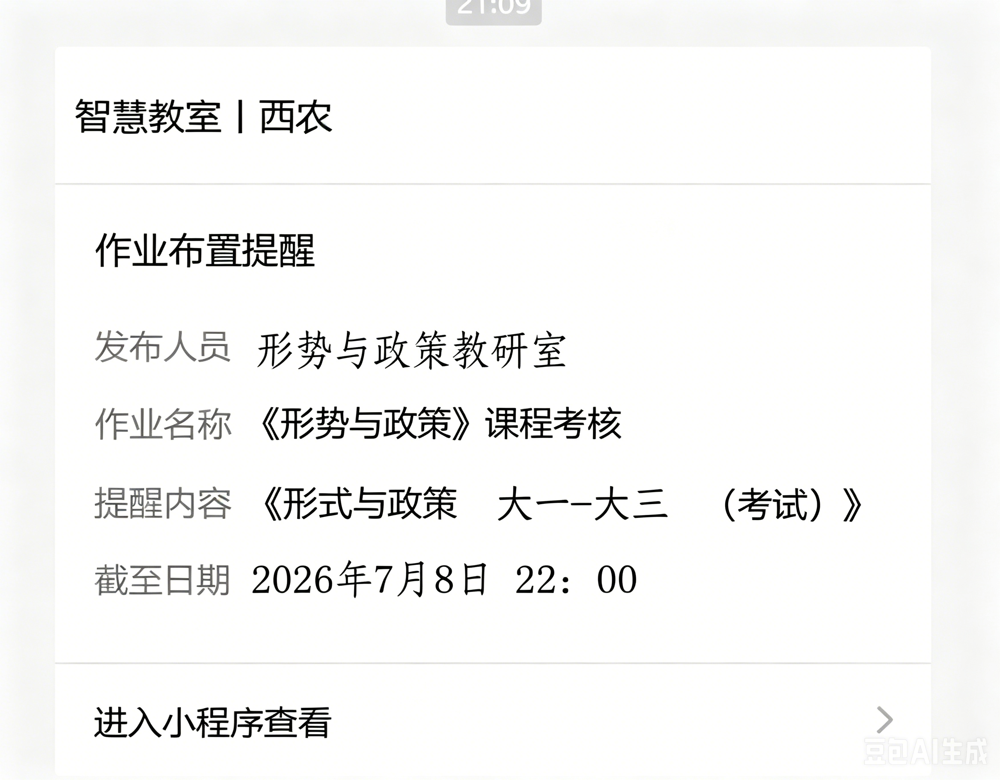 21:09
智慧教室 | 西农
作业布置提醒
发布人员 形势与政策教研室
作业名称 《形势与政策》课程考核
提醒内容 《形式与政策 大一-大三 （考试）》
截至日期 2026年7月8日 22：00
进入小程序查看
豆包AI生成